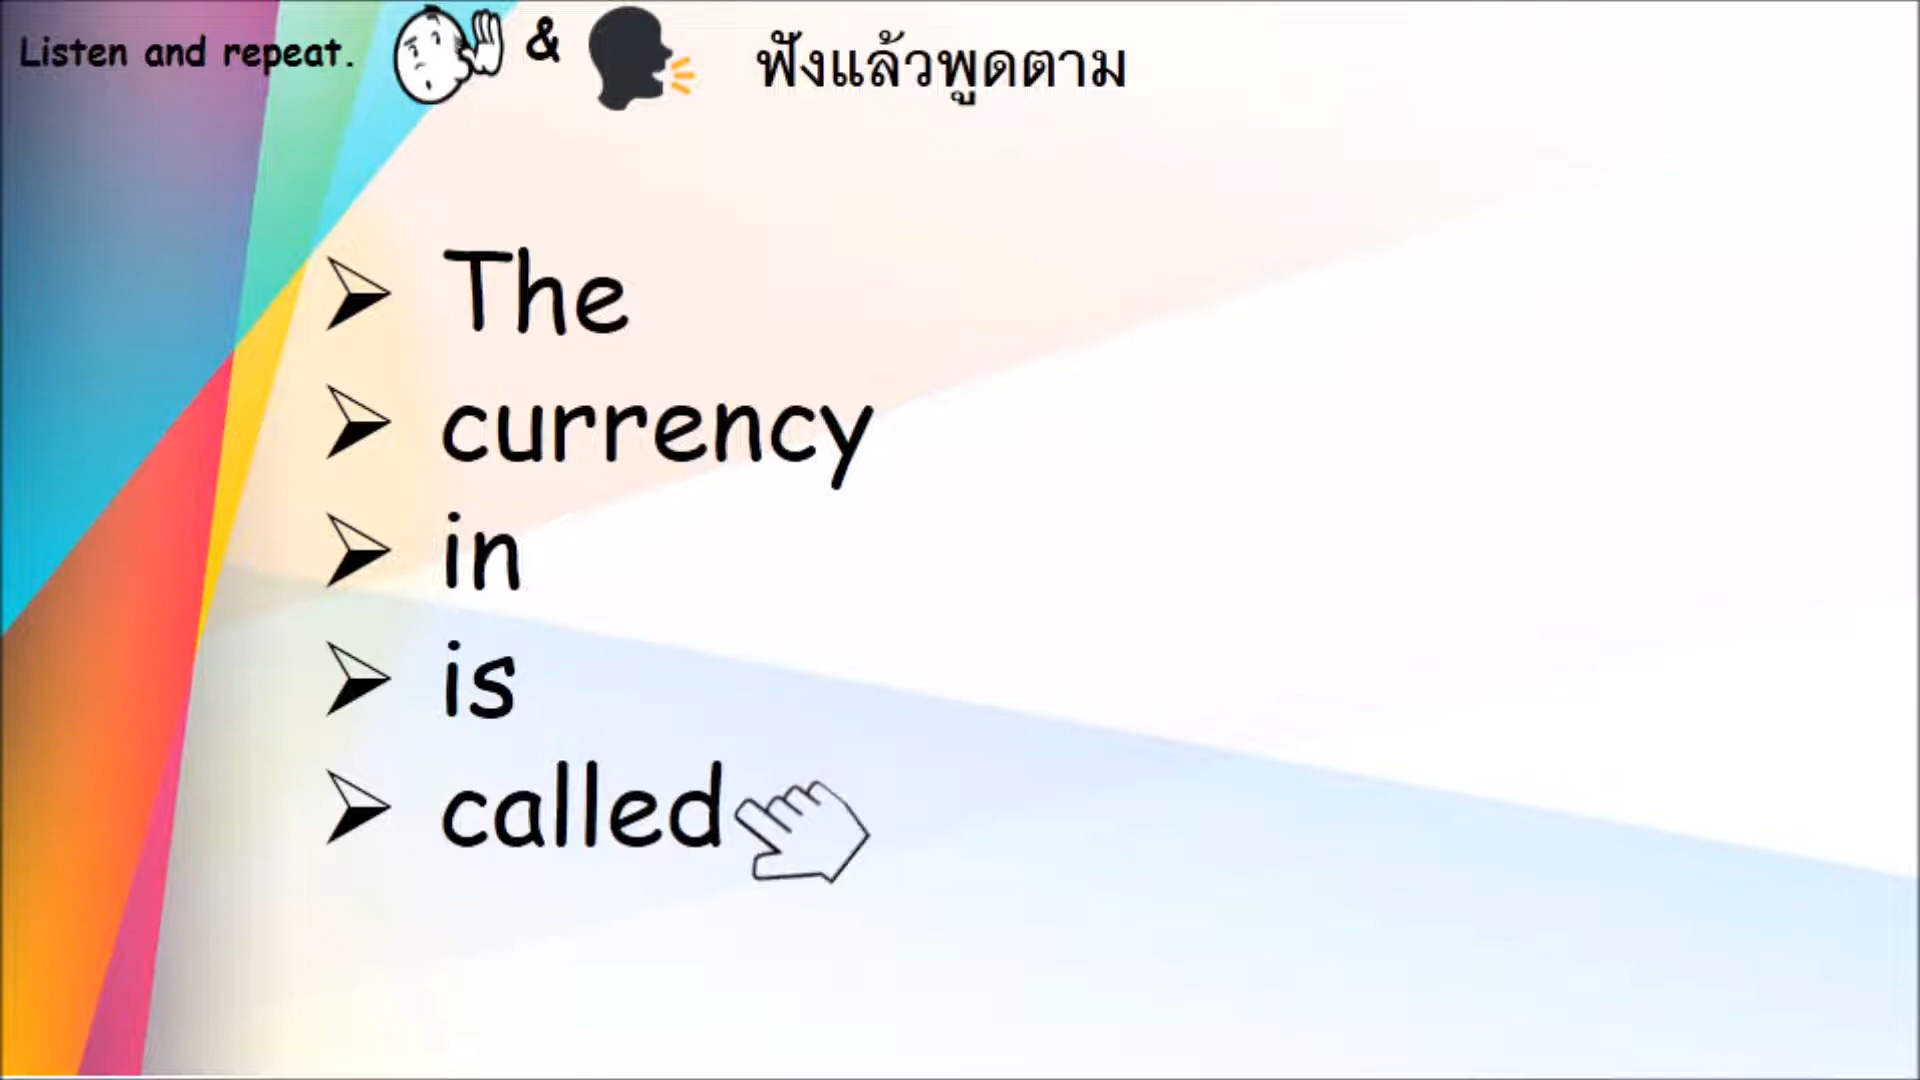 Listen and repeat. & ฟังแล้วพูดตาม
The
currency
in
is
called